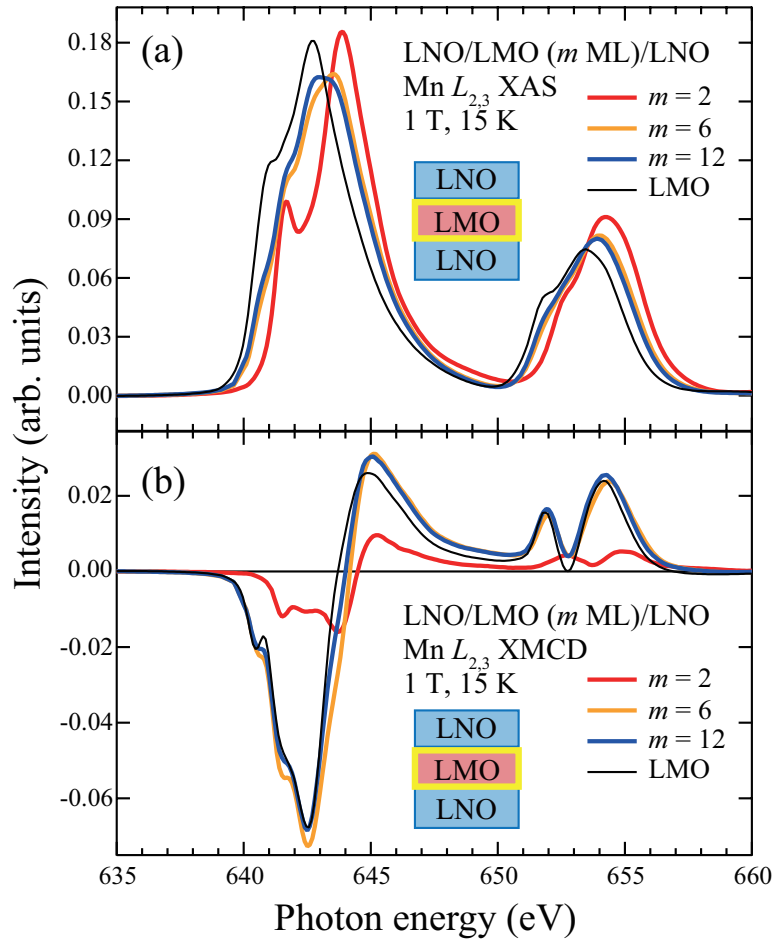 (a)
LNO/LMO (m ML)/LNO
Mn L2,3 XAS
1 T, 15 K
m = 2
m = 6
m = 12
LMO
LNO
LMO
LNO
0.18
0.15
0.12
0.09
0.06
0.03
0.00
Intensity (arb. units)
(b)
0.02
0.00
-0.02
-0.04
-0.06
LNO/LMO (m ML)/LNO
Mn L2,3 XMCD
1 T, 15 K
m = 2
m = 6
m = 12
LMO
LNO
LMO
LNO
635 640 645 650 655 660
Photon energy (eV)